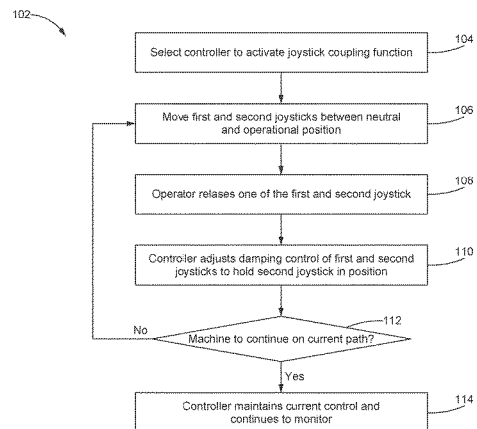 102
Select controller to activate joystick coupling function
104
Move first and second joysticks between neutral
and operational position
106
Operator relases one of the first and second joystick
108
Controller adjusts damping control of first and second
joysticks to hold second joystick in position
110
112
No
Machine to continue on current path?
Yes
Controller maintains current control and
continues to monitor
114